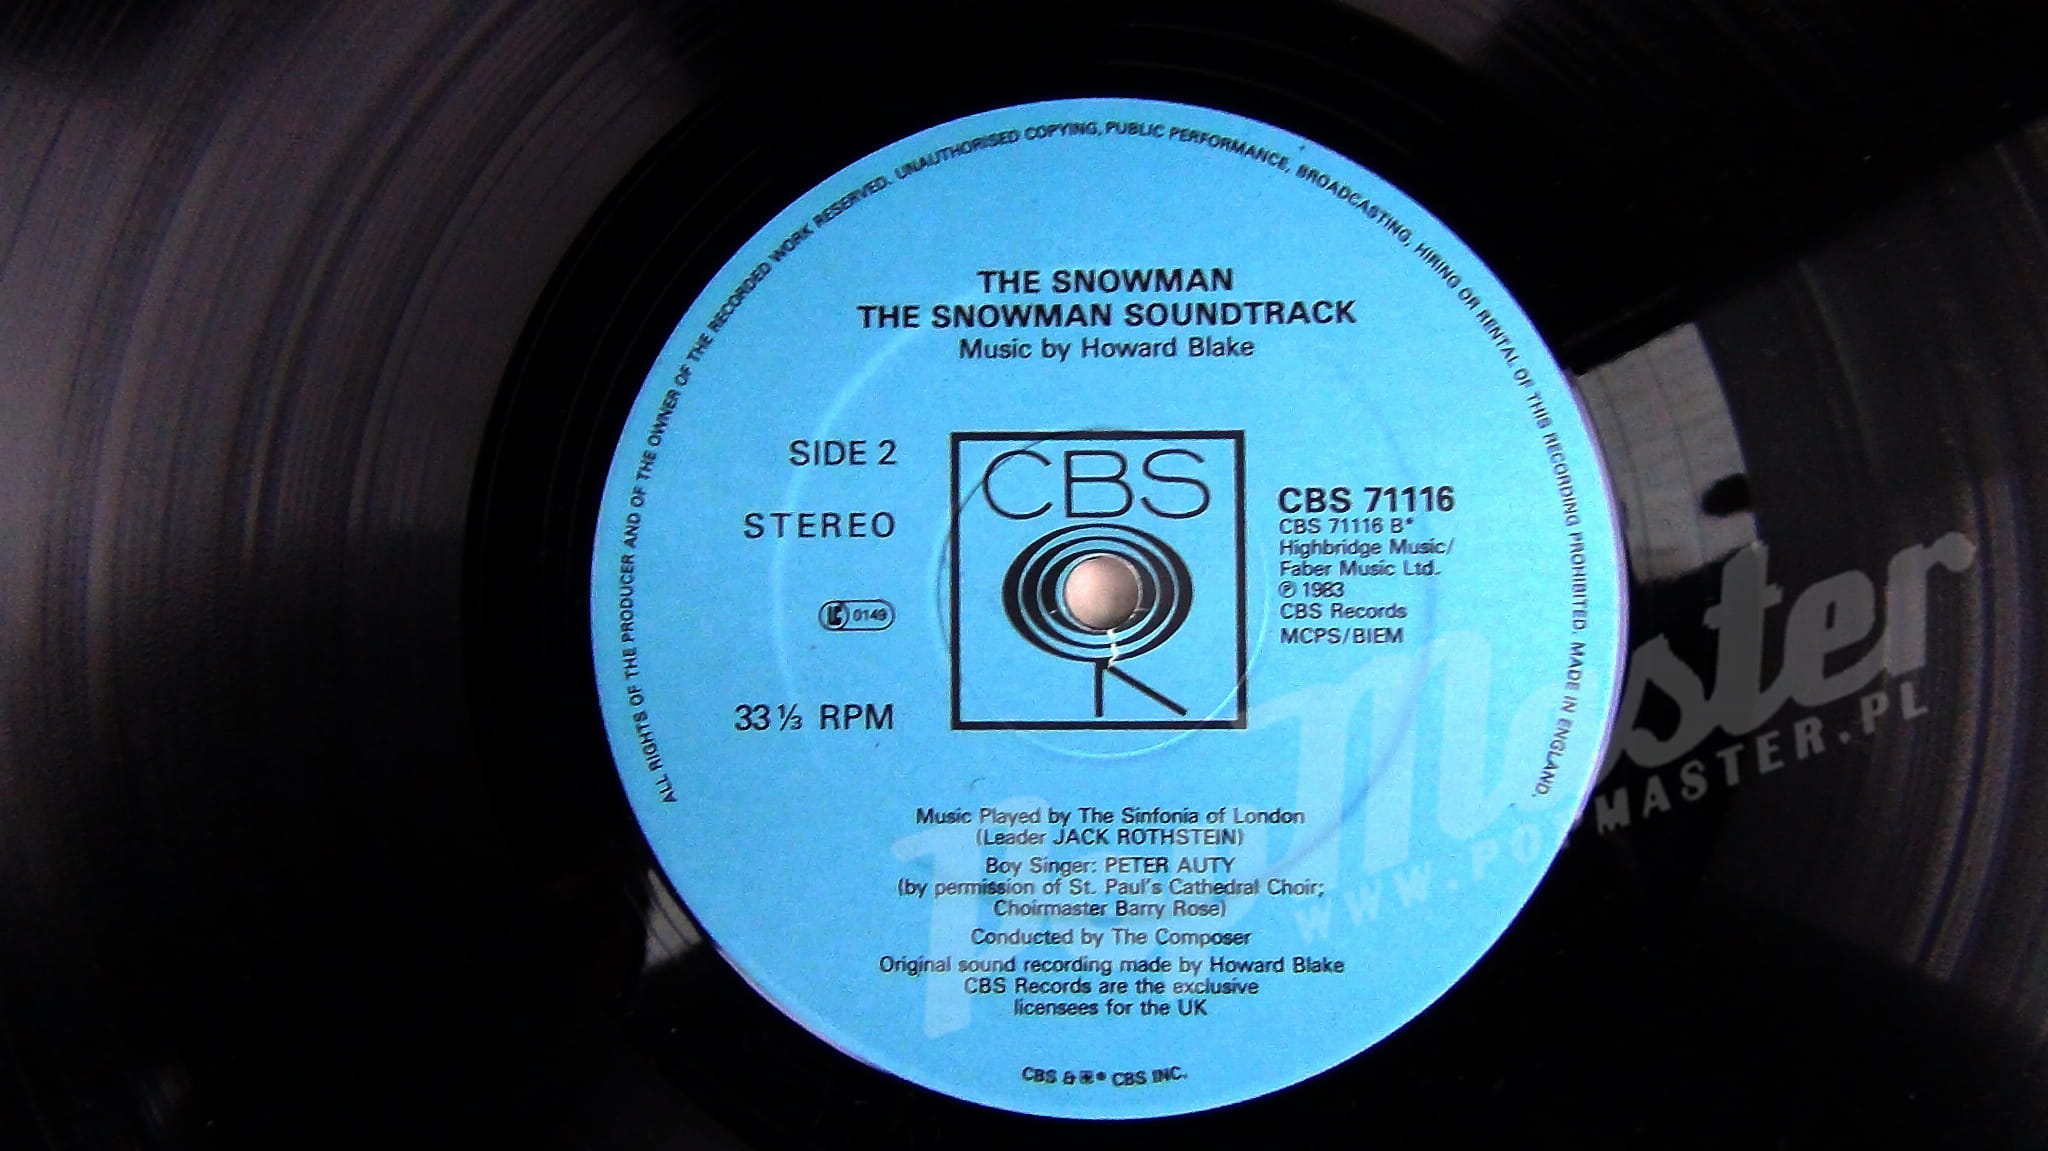 ALL RIGHTS OF THE PRODUCER AND OF THE OWNER OF THE RECORDED WORK RESERVED. UNAUTHORISED COPYING, PUBLIC PERFORMANCE, BROADCASTING, HIRING OR RENTAL OF THIS RECORDING PROHIBITED. MADE IN ENGLAND.
THE SNOWMAN
THE SNOWMAN SOUNDTRACK
Music by Howard Blake
SIDE 2
STEREO
LC 0149
33 ⅓ RPM
CBS
CBS 71116
CBS 71116 B*
Highbridge Music/
Faber Music Ltd.
℗ 1983
CBS Records
MCPS/BIEM
Music Played by The Sinfonia of London
(Leader JACK ROTHSTEIN)
Boy Singer: PETER AUTY
(by permission of St. Paul's Cathedral Choir;
Choirmaster Barry Rose)
Conducted by The Composer
Original sound recording made by Howard Blake
CBS Records are the exclusive
licensees for the UK
CBS & ® CBS INC.
Master